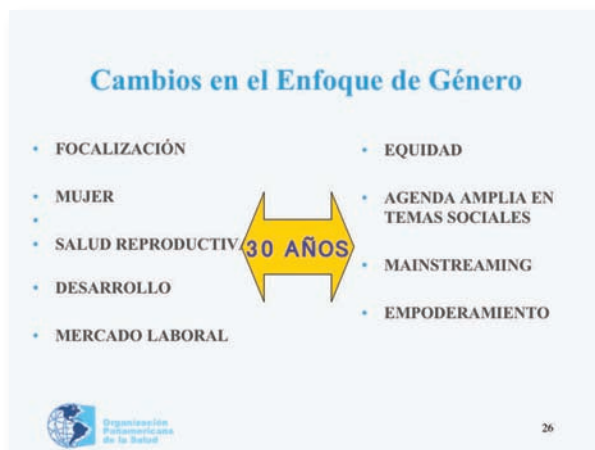 Cambios en el Enfoque de Género
• FOCALIZACIÓN
• MUJER
•
• SALUD REPRODUCTIV
• DESARROLLO
• MERCADO LABORAL
30 AÑOS
• EQUIDAD
• AGENDA AMPLIA EN
TEMAS SOCIALES
• MAINSTREAMING
• EMPODERAMIENTO
Organización
Panamericana
de la Salud
26